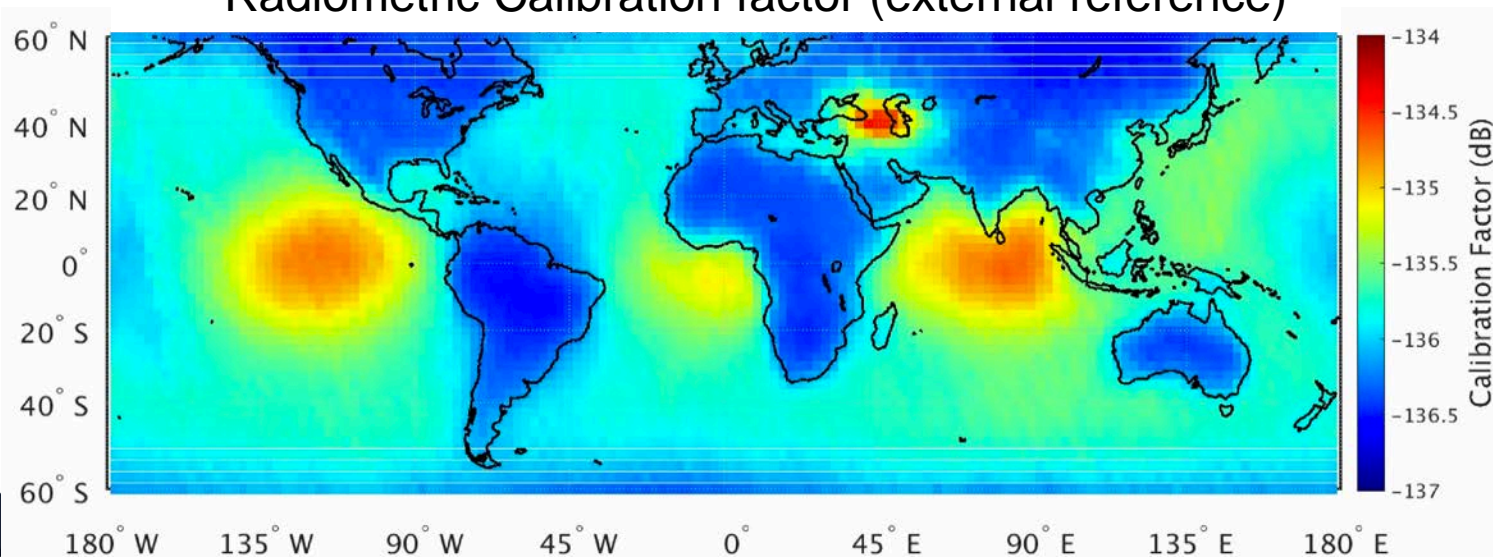 Radiometric Calibration factor (external reference)
60° N
40° N
20° N
0°
20° S
40° S
60° S
180° W 135° W 90° W 45° W 0° 45° E 90° E 135° E 180° E
-134
-134.5
-135
-135.5
-136
-136.5
-137
Calibration Factor (dB)